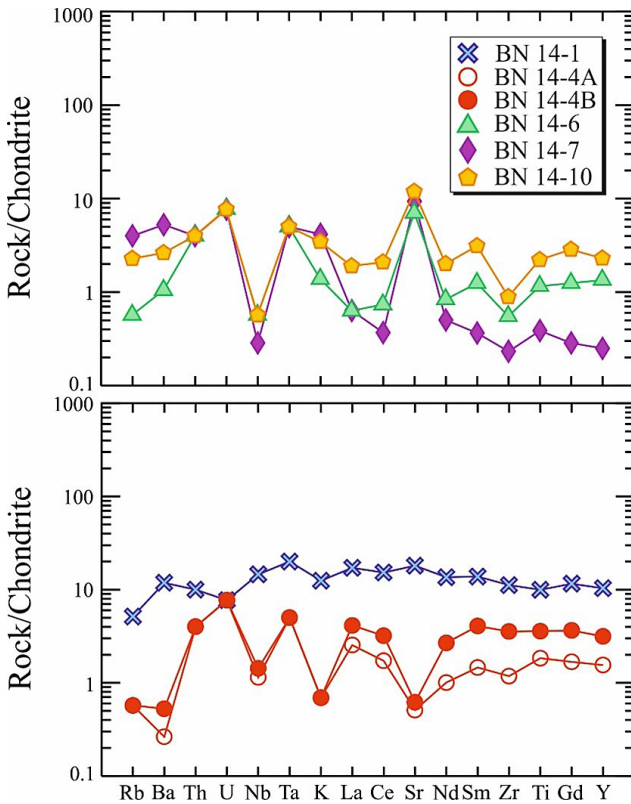 1000
100
10
1
0.1
Rock/Chondrite
BN 14-1
BN 14-4A
BN 14-4B
BN 14-6
BN 14-7
BN 14-10
1000
100
10
1
0.1
Rock/Chondrite
Rb Ba Th U Nb Ta K La Ce Sr Nd Sm Zr Ti Gd Y